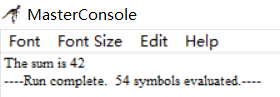 MasterConsole
Font Font Size Edit Help
The sum is 42
----Run complete.  54 symbols evaluated.----